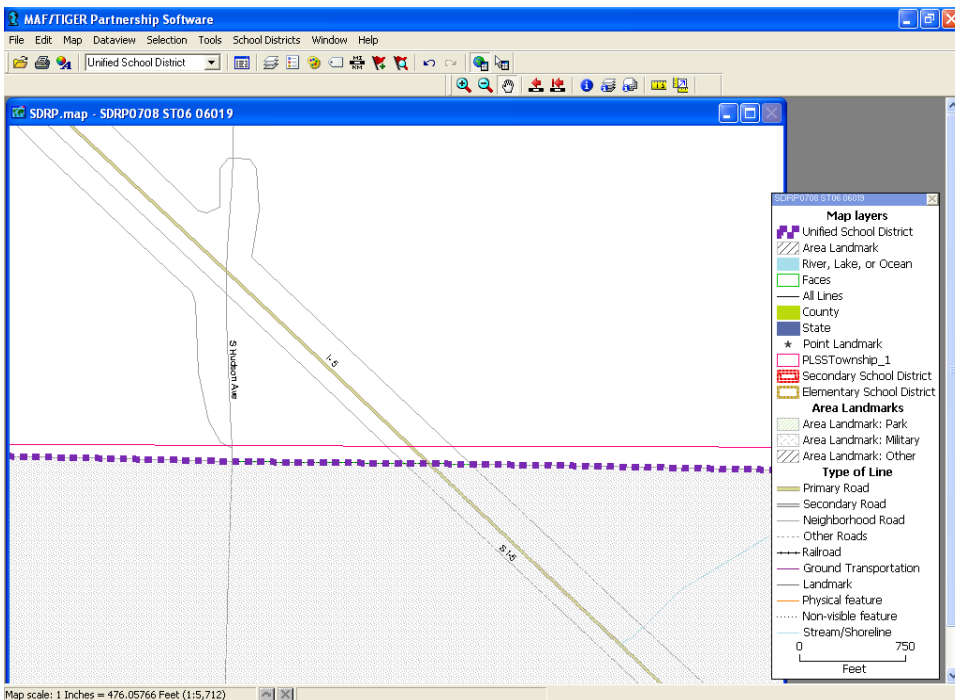 MAF/TIGER Partnership Software
File Edit Map Dataview Selection Tools School Districts Window Help
Unified School District
SDRP.map - SDRP0708 ST06 06019
SDRP0708 ST06 06019
Map layers
Unified School District
Area Landmark
River, Lake, or Ocean
Faces
All Lines
County
State
Point Landmark
PLSSTownship_1
Secondary School District
Elementary School District
Area Landmarks
Area Landmark: Park
Area Landmark: Military
Area Landmark: Other
Type of Line
Primary Road
Secondary Road
Neighborhood Road
Other Roads
Railroad
Ground Transportation
Landmark
Physical feature
Non-visible feature
Stream/Shoreline
0 750
Feet
I-5
S Hudson Ave
S I-5
Map scale: 1 Inches = 476.05766 Feet (1:5,712)